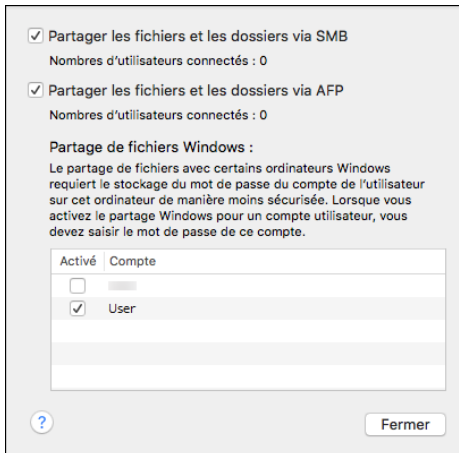 Partager les fichiers et les dossiers via SMB
Nombres d'utilisateurs connectés : 0
Partager les fichiers et les dossiers via AFP
Nombres d'utilisateurs connectés : 0
Partage de fichiers Windows :
Le partage de fichiers avec certains ordinateurs Windows
requiert le stockage du mot de passe du compte de l'utilisateur
sur cet ordinateur de manière moins sécurisée. Lorsque vous
activez le partage Windows pour un compte utilisateur, vous
devez saisir le mot de passe de ce compte.
Activé Compte
User
? Fermer